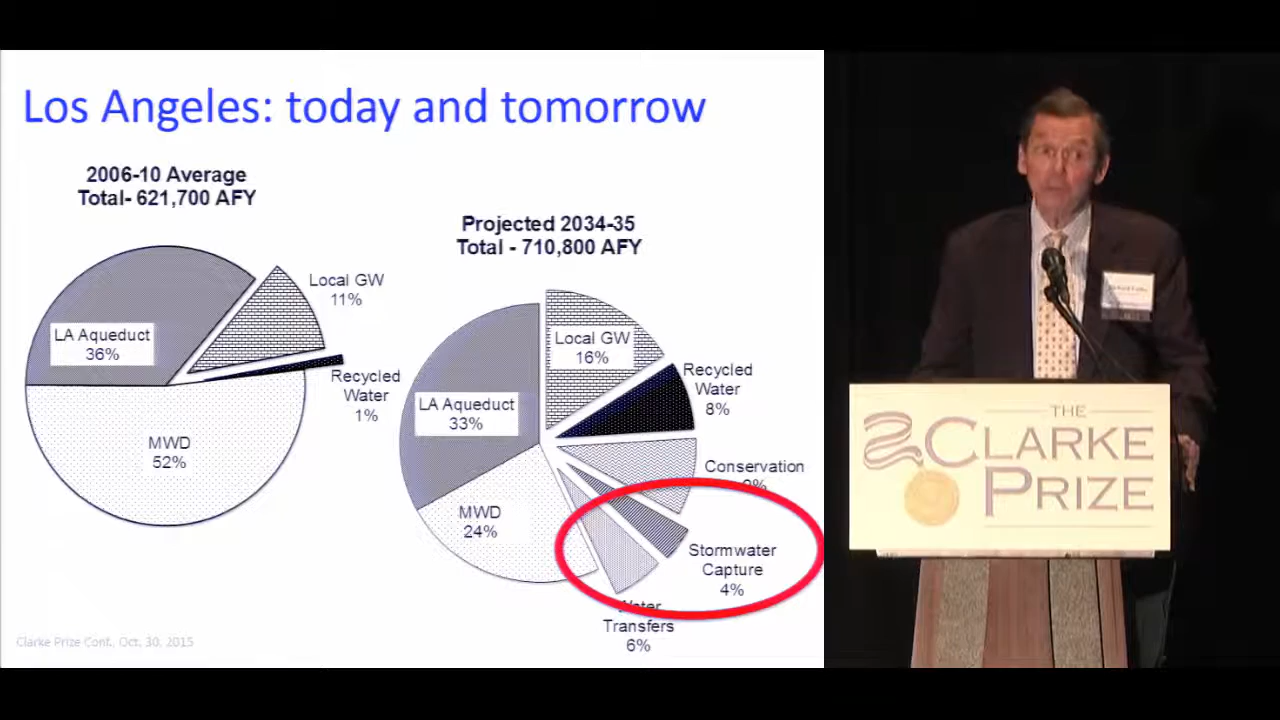 Los Angeles: today and tomorrow
2006-10 Average
Total- 621,700 AFY
Local GW
11%
LA Aqueduct
36%
Recycled
Water
1%
MWD
52%
Projected 2034-35
Total - 710,800 AFY
Local GW
16%
Recycled
Water
8%
LA Aqueduct
33%
Conservation
MWD
24%
Stormwater
Capture
4%
Water
Transfers
6%
Clarke Prize Conf., Oct. 30, 2015
THE
CLARKE
PRIZE